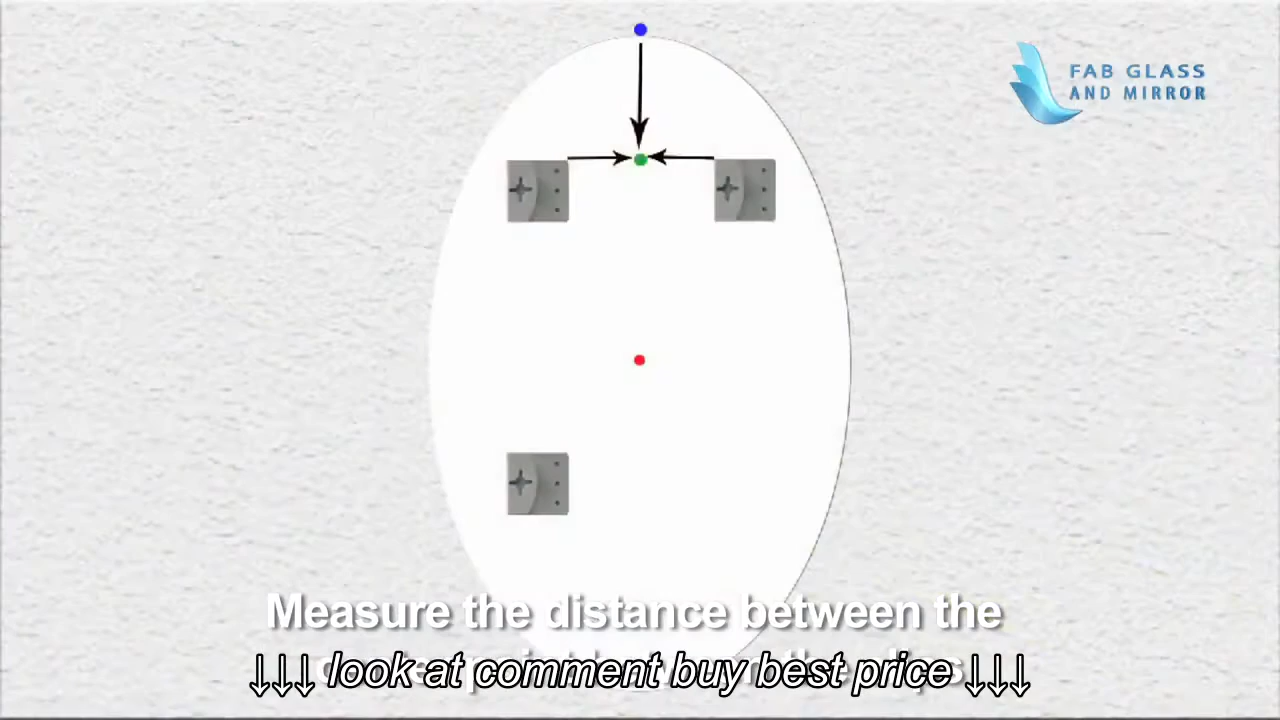 FAB GLASS
AND MIRROR
Measure the distance between the
↓↓↓ look at comment buy best price ↓↓↓